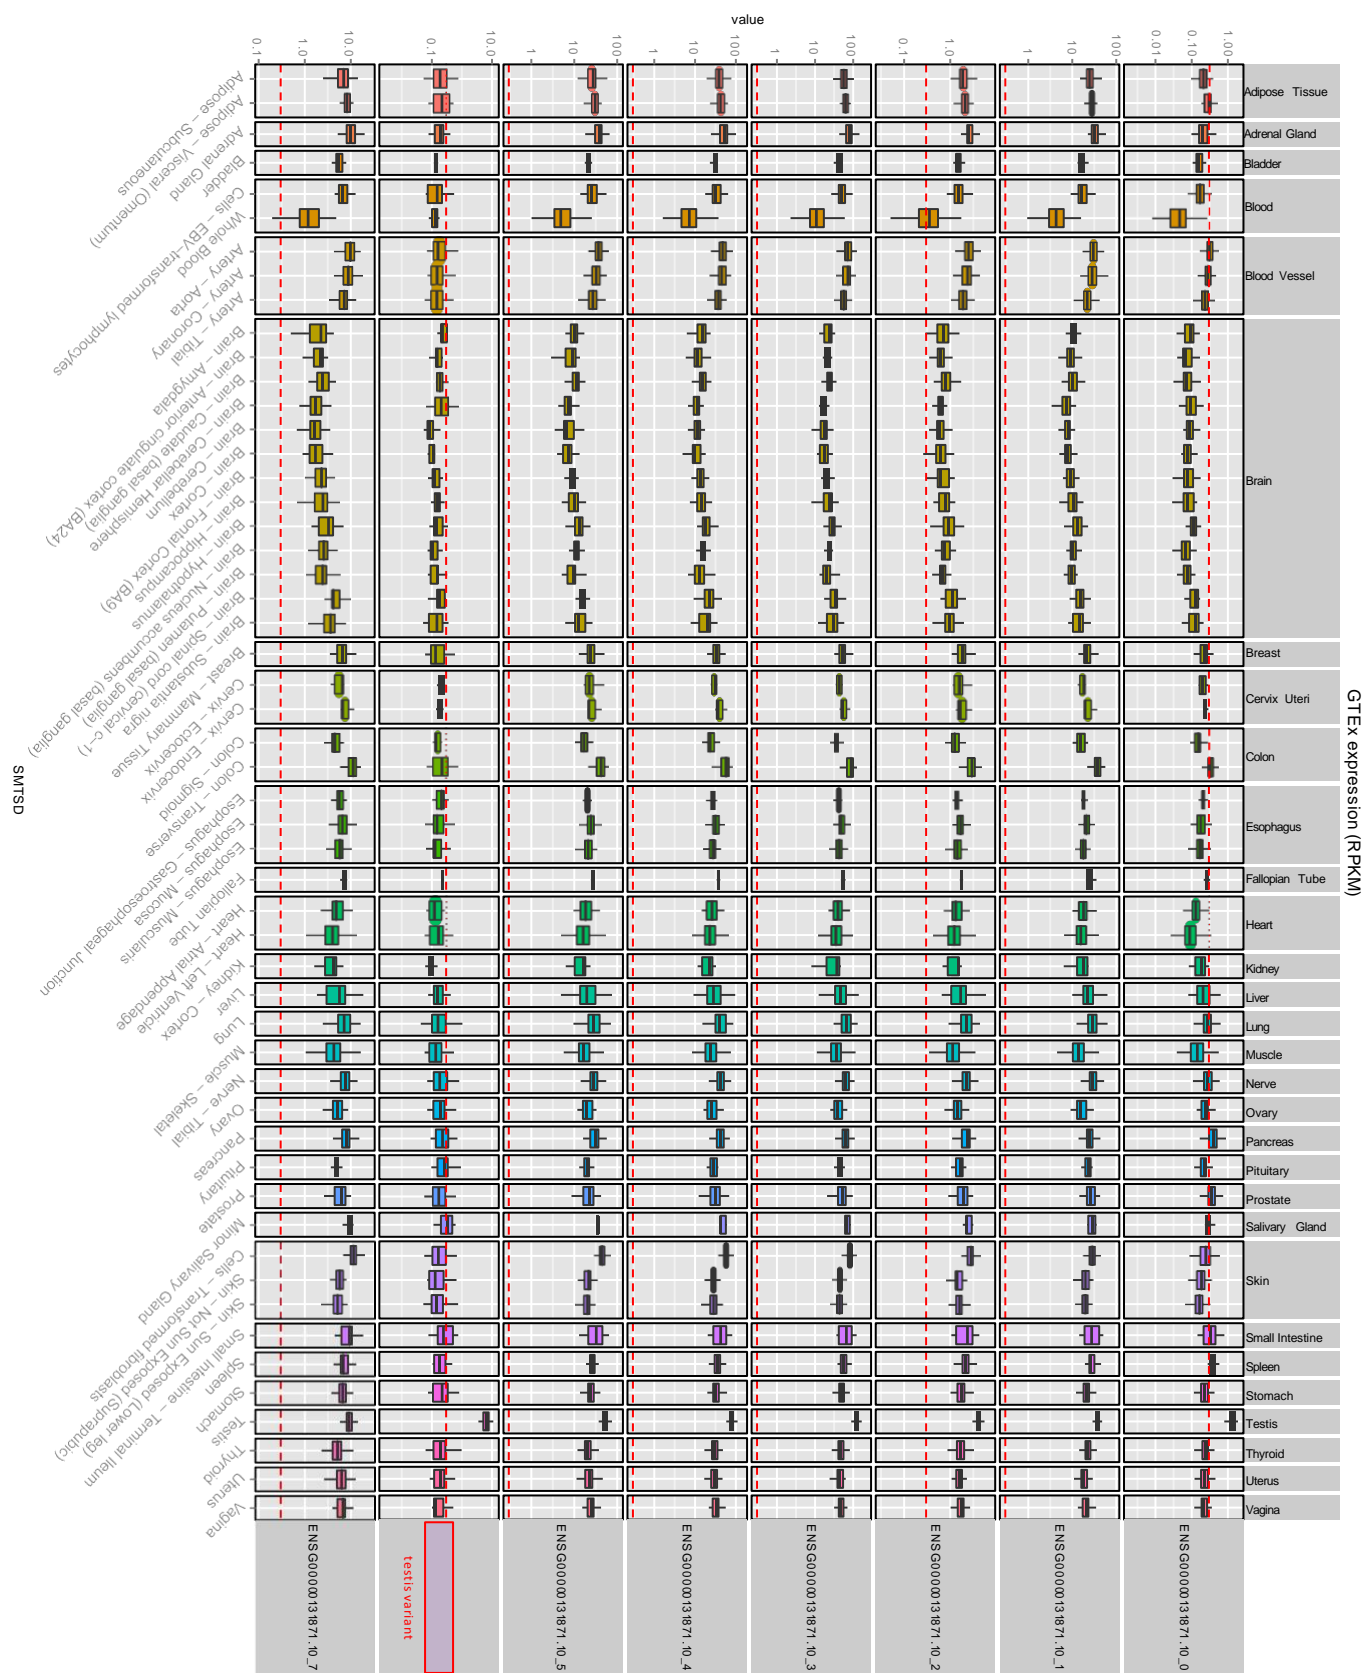 GTEx expression (RPKM)
Adipose Tissue
Adrenal Gland
Bladder
Blood
Blood Vessel
Brain
Breast
Cervix Uteri
Colon
Esophagus
Fallopian Tube
Heart
Kidney
Liver
Lung
Muscle
Nerve
Ovary
Pancreas
Pituitary
Prostate
Salivary Gland
Skin
Small Intestine
Spleen
Stomach
Testis
Thyroid
Uterus
Vagina
value
1.000
0.100
0.010
ENSG00000131871.10_0
100
10
1
ENSG00000131871.10_1
1.0
0.1
ENSG00000131871.10_2
100
10
1
ENSG00000131871.10_3
100
10
1
ENSG00000131871.10_4
100
10
1
ENSG00000131871.10_5
10.0
0.1
testis variant
10.0
1.0
0.1
ENSG00000131871.10_7
Adipose – Subcutaneous
Adipose – Visceral (Omentum)
Adrenal Gland
Bladder
Cells – EBV–transformed lymphocytes
Whole Blood
Artery – Aorta
Artery – Coronary
Artery – Tibial
Brain – Amygdala
Brain – Anterior cingulate cortex (BA24)
Brain – Caudate (basal ganglia)
Brain – Cerebellar Hemisphere
Brain – Cerebellum
Brain – Cortex
Brain – Frontal Cortex (BA9)
Brain – Hippocampus
Brain – Hypothalamus
Brain – Nucleus accumbens (basal ganglia)
Brain – Putamen (basal ganglia)
Brain – Spinal cord (cervical c–1)
Brain – Substantia nigra
Breast – Mammary Tissue
Cervix – Ectocervix
Cervix – Endocervix
Colon – Sigmoid
Colon – Transverse
Esophagus – Gastroesophageal Junction
Esophagus – Mucosa
Esophagus – Muscularis
Fallopian Tube
Heart – Atrial Appendage
Heart – Left Ventricle
Kidney – Cortex
Liver
Lung
Muscle – Skeletal
Nerve – Tibial
Ovary
Pancreas
Pituitary
Prostate
Minor Salivary Gland
Cells – Transformed fibroblasts
Skin – Not Sun Exposed (Suprapubic)
Skin – Sun Exposed (Lower leg)
Small Intestine – Terminal Ileum
Spleen
Stomach
Testis
Thyroid
Uterus
Vagina
SMTSD